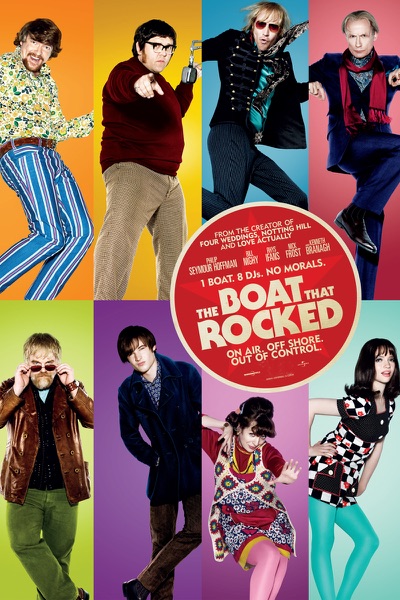 FROM THE CREATOR OF
FOUR WEDDINGS, NOTTING HILL
AND LOVE ACTUALLY
PHILIP SEYMOUR HOFFMAN BILL NIGHY RHYS IFANS NICK FROST KENNETH BRANAGH
1 BOAT. 8 DJs. NO MORALS.
THE BOAT THAT
ROCKED
ON AIR. OFF SHORE.
OUT OF CONTROL.